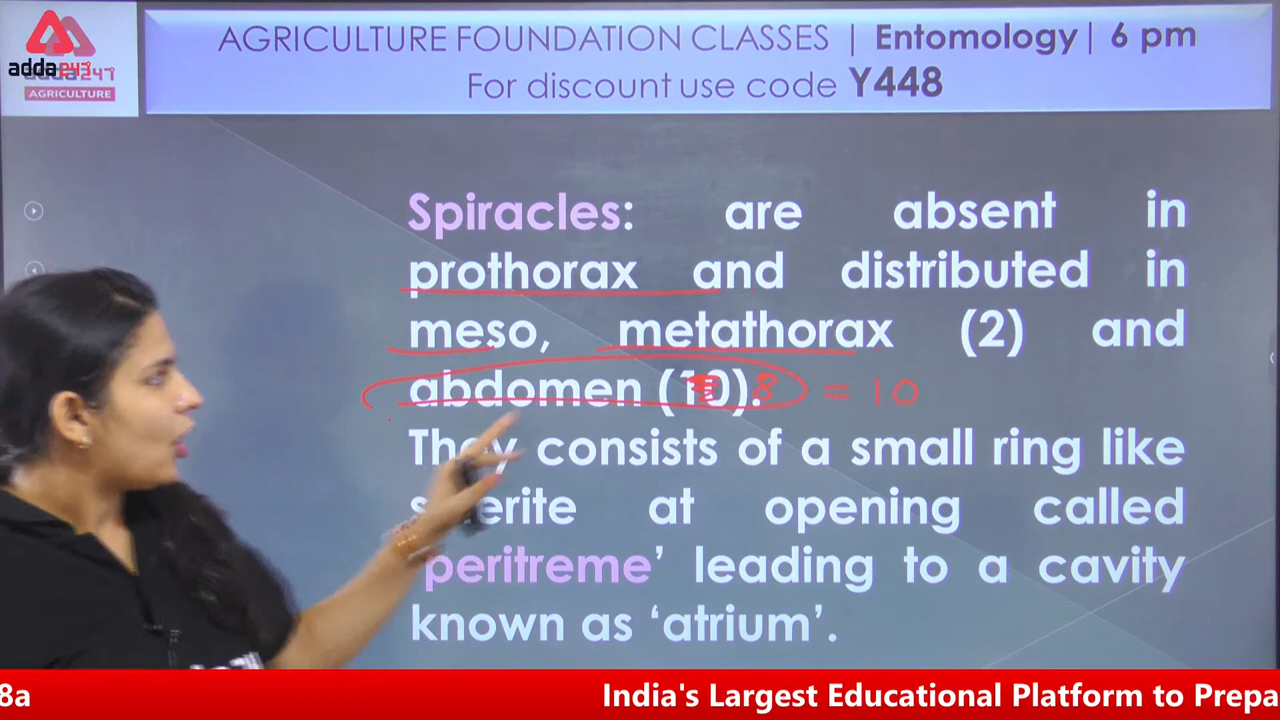 AGRICULTURE FOUNDATION CLASSES | Entomology| 6 pm
For discount use code Y448
adda247
adda247
AGRICULTURE
Spiracles: are absent in
prothorax and distributed in
meso, metathorax (2) and
abdomen (10). 8 = 10
They consists of a small ring like
at opening called
peritreme’ leading to a cavity
known as ‘atrium’.
8a
India's Largest Educational Platform to Prepa